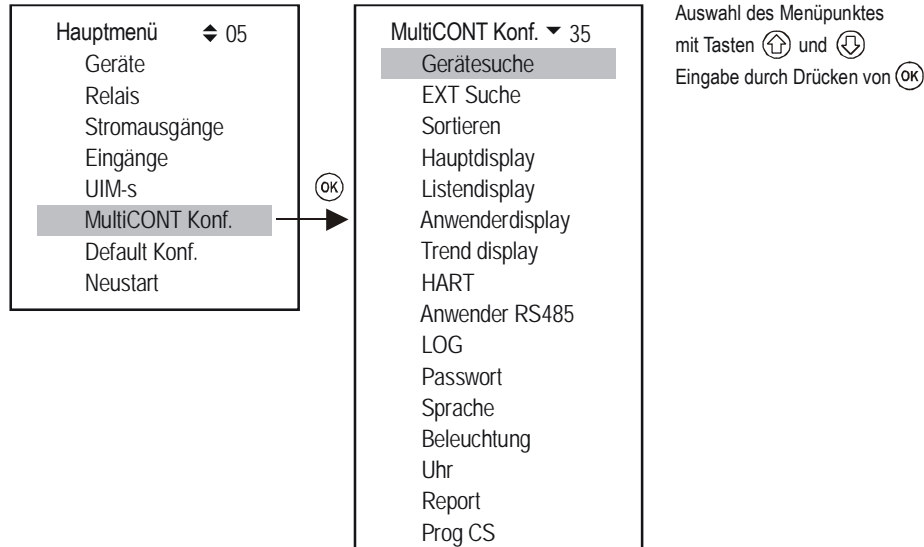 Hauptmenü 05
Geräte
Relais
Stromausgänge
Eingänge
UIM-s
MultiCONT Konf.
Default Konf.
Neustart
OK
MultiCONT Konf. 35
Gerätesuche
EXT Suche
Sortieren
Hauptdisplay
Listendisplay
Anwenderdisplay
Trend display
HART
Anwender RS485
LOG
Passwort
Sprache
Beleuchtung
Uhr
Report
Prog CS
Auswahl des Menüpunktes
mit Tasten und
Eingabe durch Drücken von OK